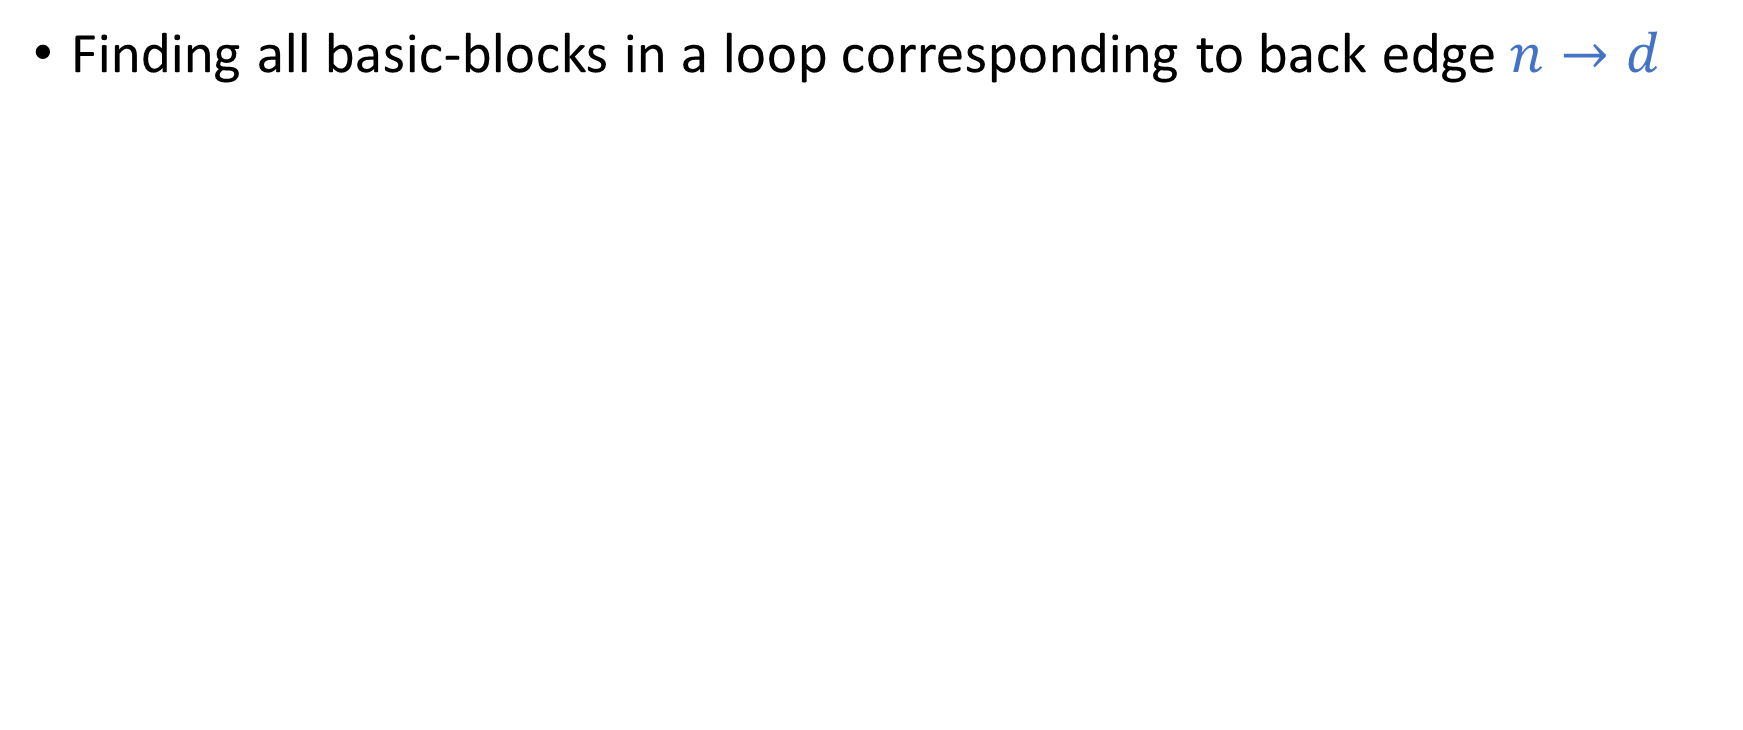 • Finding all basic-blocks in a loop corresponding to back edge n → d